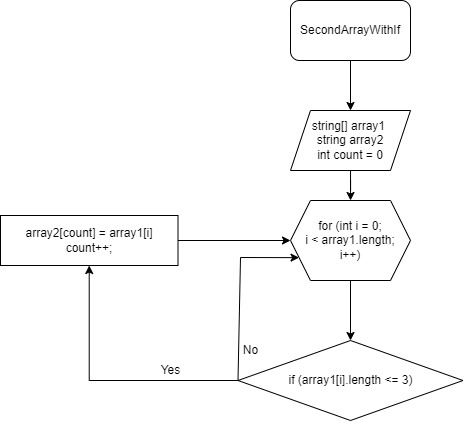 SecondArrayWithIf
string[] array1
string array2
int count = 0
for (int i = 0;
i < array1.length;
i++)
array2[count] = array1[i]
count++;
No
Yes
if (array1[i].length <= 3)